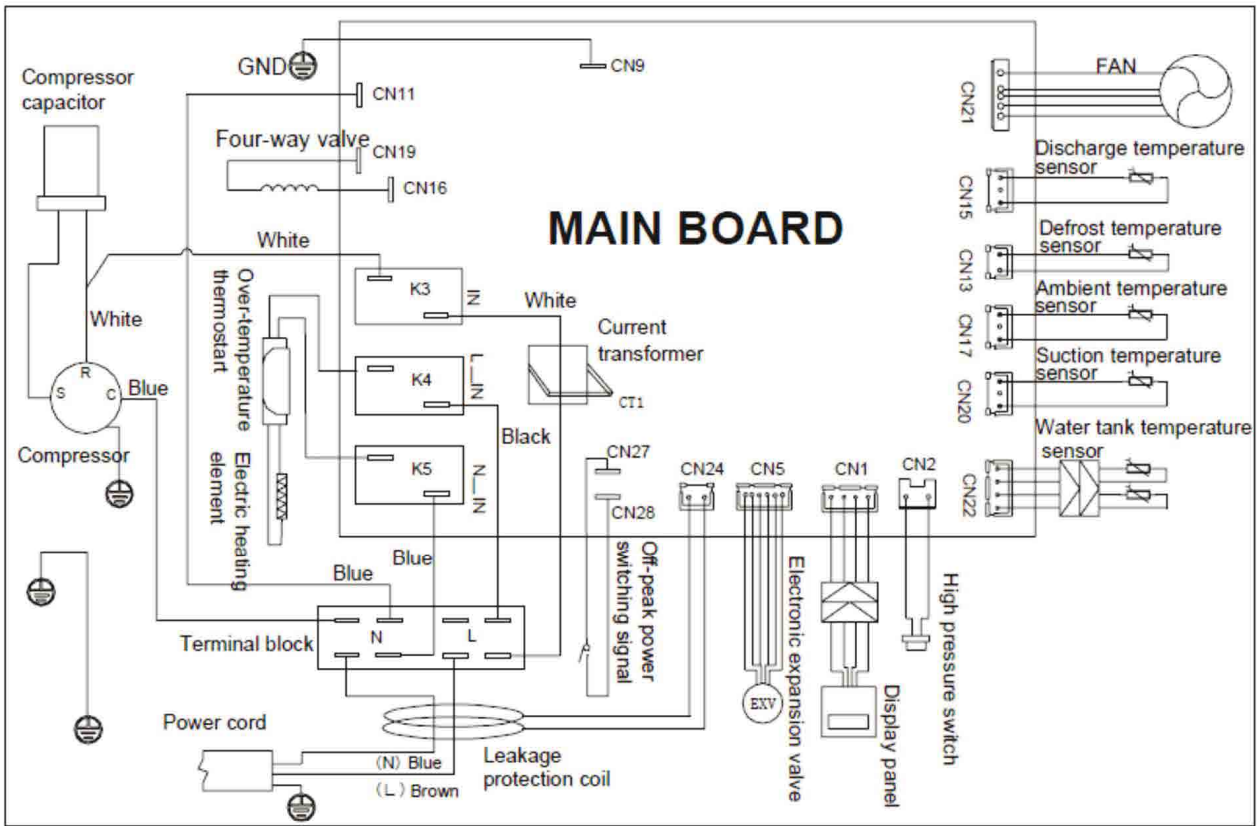 GND
CN9
Compressor
capacitor
CN11
Four-way valve
CN19
CN16
MAIN BOARD
FAN
CN21
Discharge temperature
sensor
CN15
Defrost temperature
sensor
CN13
Ambient temperature
sensor
CN17
Suction temperature
sensor
CN20
Water tank temperature
sensor
CN22
White
White
Over-temperature
thermostart
Electric heating
element
K3
IN
White
Current
transformer
CT1
K4
L_IN
Black
K5
N_IN
R
S
C
Blue
Compressor
CN27
CN28
CN24
CN5
CN1
CN2
Off-peak power
switching signal
Electronic expansion valve
EXV
Display panel
High pressure switch
Blue
Blue
Terminal block
N
L
Power cord
(N) Blue
(L) Brown
Leakage
protection coil